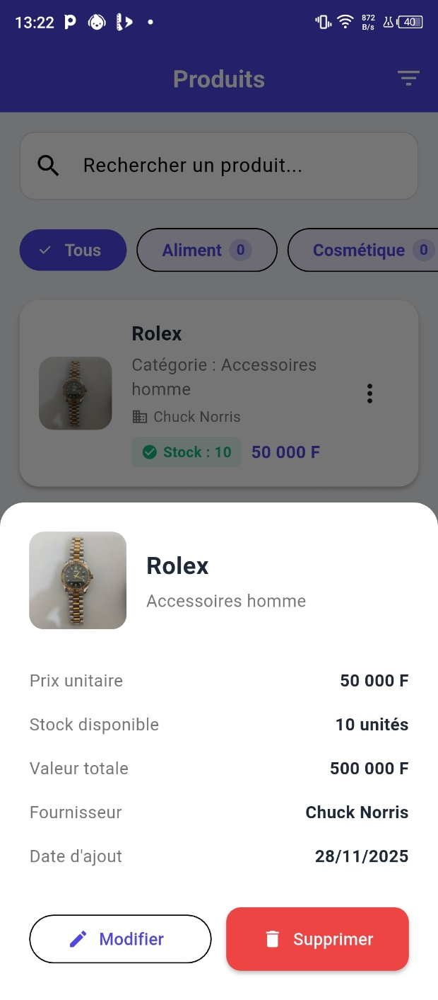 13:22
872
B/s
40
Produits
Rechercher un produit...
Tous
Aliment 0
Cosmétique 0
Rolex
Catégorie : Accessoires
homme
Chuck Norris
Stock : 10 50 000 F
Rolex
Accessoires homme
Prix unitaire 50 000 F
Stock disponible 10 unités
Valeur totale 500 000 F
Fournisseur Chuck Norris
Date d'ajout 28/11/2025
Modifier
Supprimer